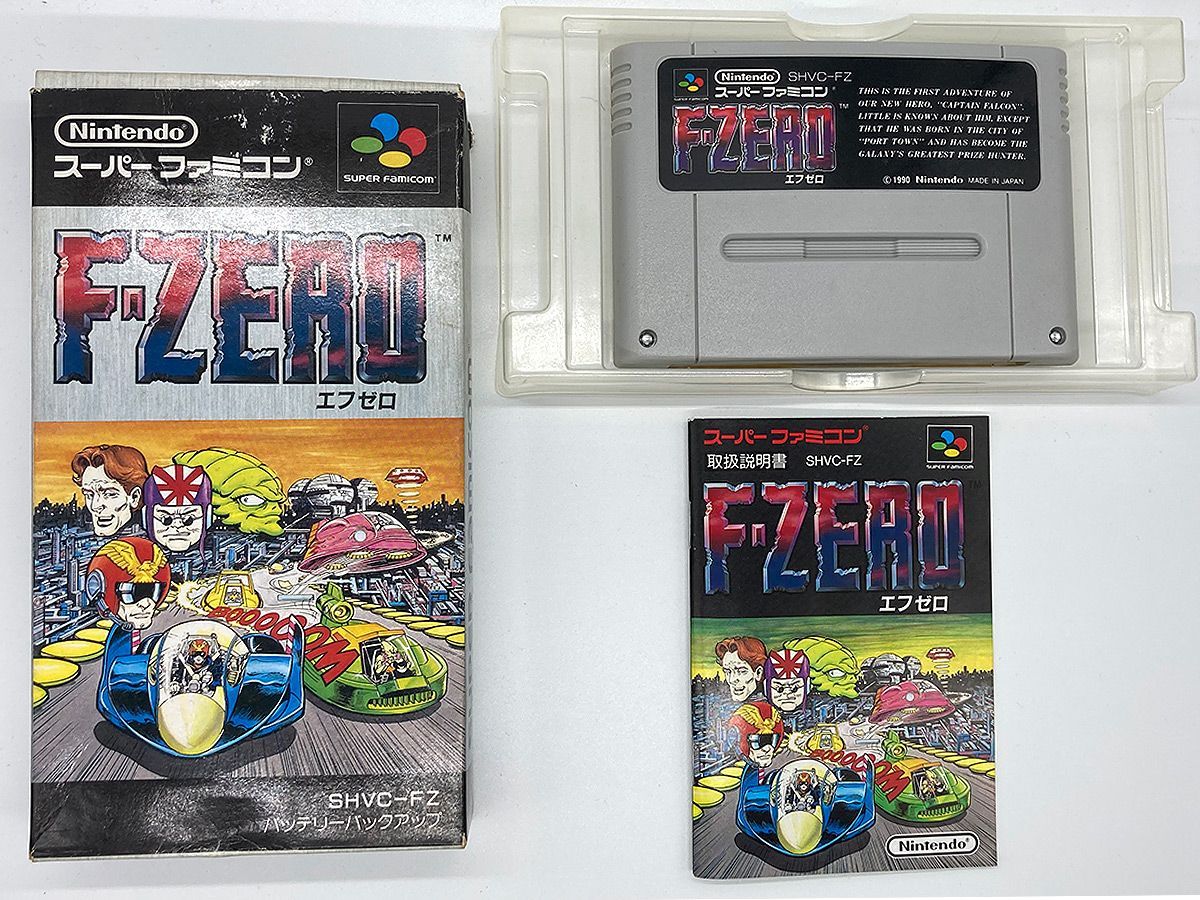 Nintendo®
スーパーファミコン®
SUPER FAMICOM™
F-ZERO™
エフゼロ
BOOOOOM
SHVC-FZ
バッテリーバックアップ
Nintendo® SHVC-FZ
スーパーファミコン®
SUPER FAMICOM
F-ZERO™
エフゼロ
THIS IS THE FIRST ADVENTURE OF
OUR NEW HERO, "CAPTAIN FALCON".
LITTLE IS KNOWN ABOUT HIM, EXCEPT
THAT HE WAS BORN IN THE CITY OF
"PORT TOWN" AND HAS BECOME THE
GALAXY'S GREATEST PRIZE HUNTER.
©1990 Nintendo MADE IN JAPAN
スーパーファミコン®
取扱説明書 SHVC-FZ
SUPER FAMICOM
F-ZERO™
エフゼロ
BOOOOOM
Nintendo®